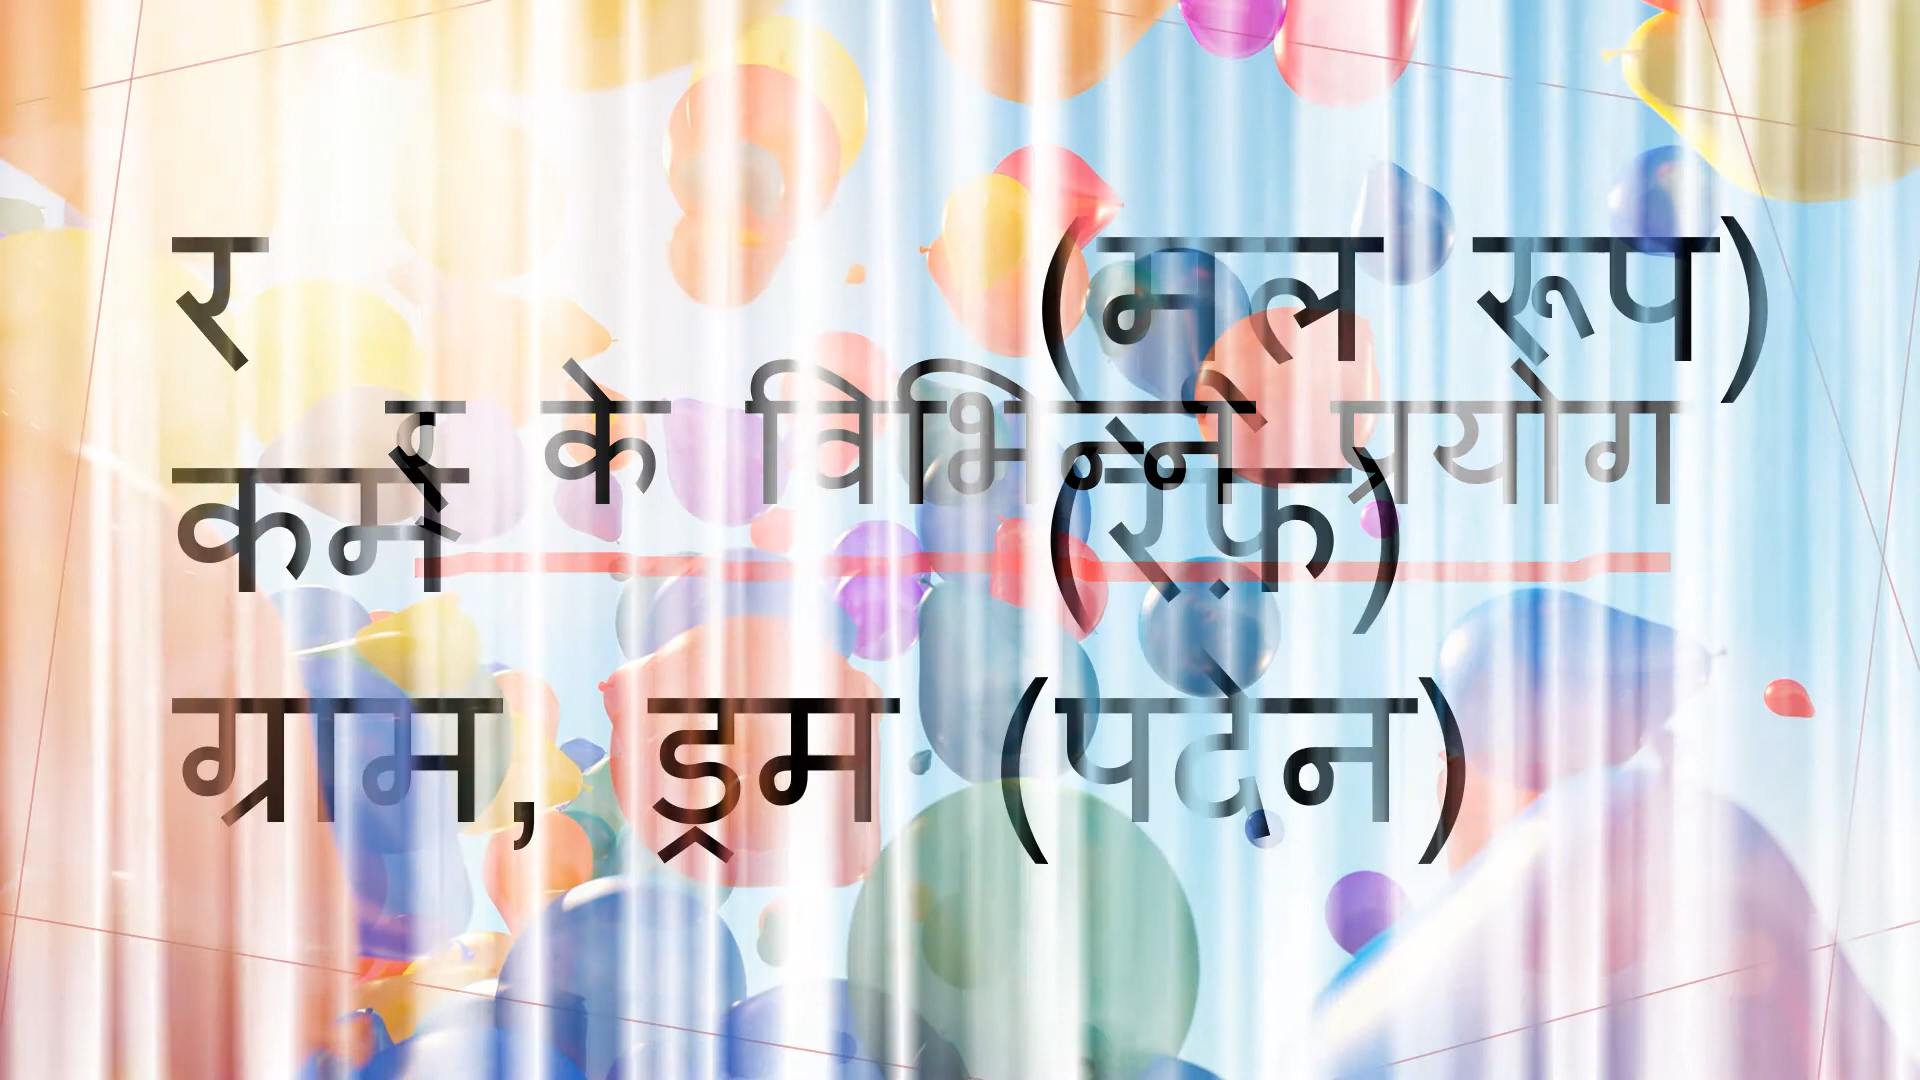 र (मूल रूप)
र के विभिन्न प्रयोग
कर्म (रेफ़)
ग्राम, ड्रम (पदेन)